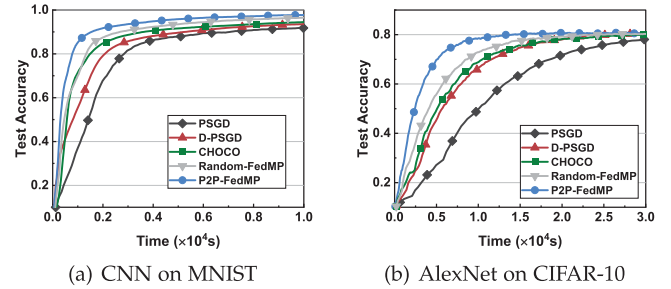 1.0
0.8
0.6
0.4
0.2
Test Accuracy
PSGD
D-PSGD
CHOCO
Random-FedMP
P2P-FedMP
0.0 0.2 0.4 0.6 0.8 1.0
Time (×10⁴s)
(a) CNN on MNIST
1.0
0.8
0.6
0.4
0.2
Test Accuracy
PSGD
D-PSGD
CHOCO
Random-FedMP
P2P-FedMP
0.0 0.5 1.0 1.5 2.0 2.5 3.0
Time (×10⁴s)
(b) AlexNet on CIFAR-10